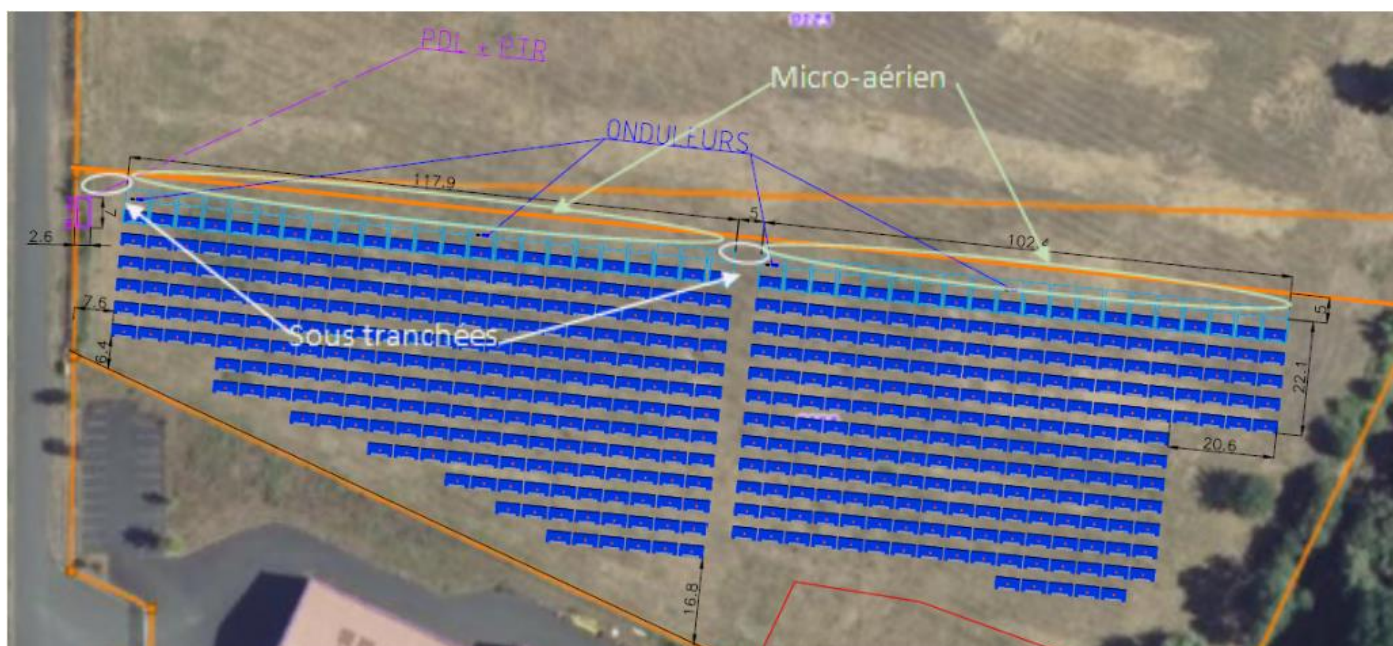 PDL + PTR
Micro-aérien
ONDULEURS
117.9
5
102.4
7
2.6
5
7.6
Sous tranchées
6.4
22.1
20.6
16.8